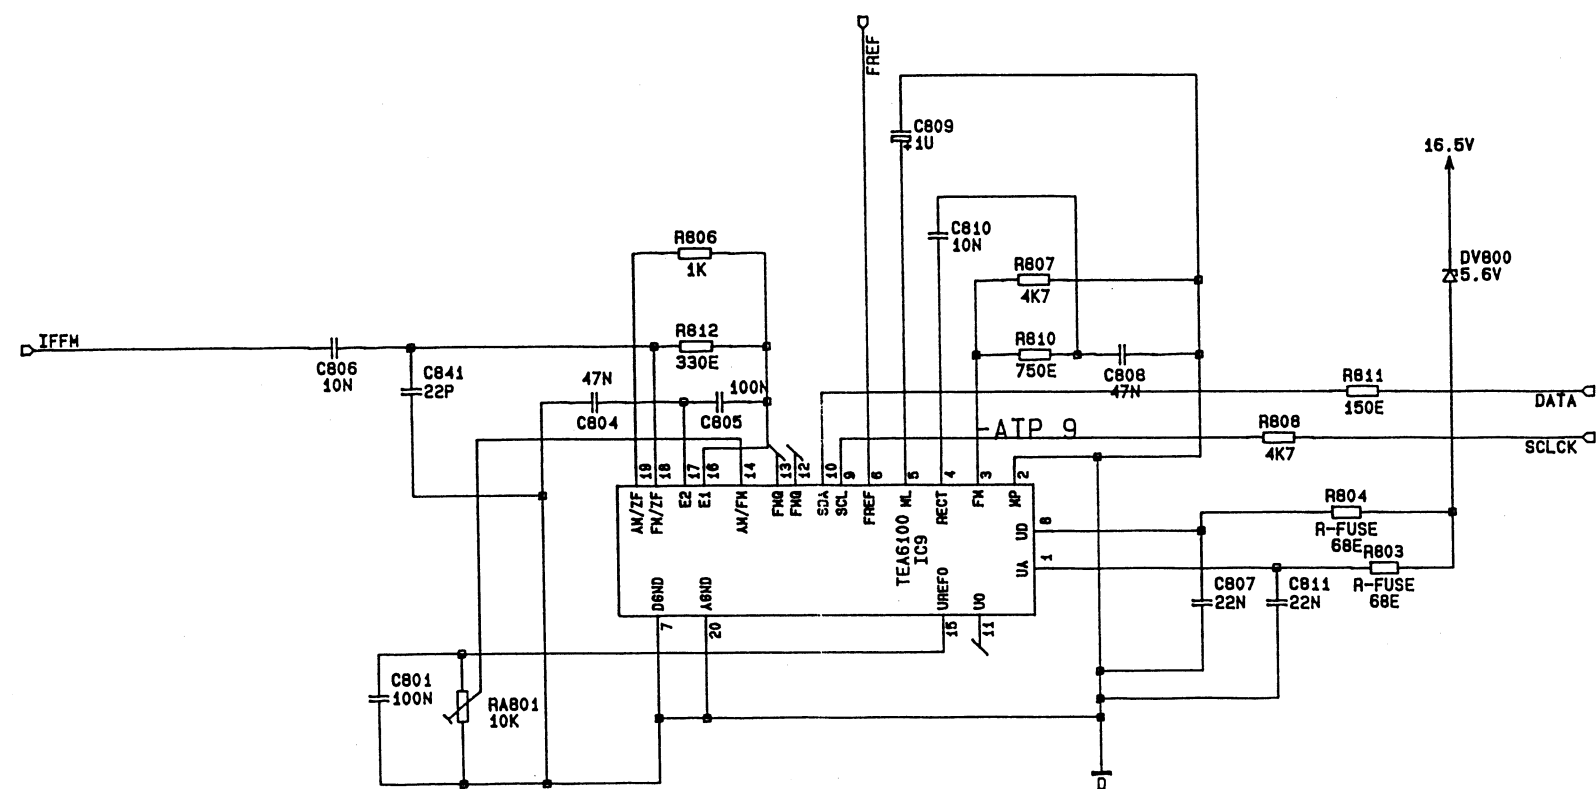 FREF
C809
+1U
16.5V
C810
10N
R806
1K
DV800
5.6V
R807
4K7
IFFM
R812
330E
R810
750E
C806
10N
C841
22P
47N
C804
100N
C805
C808
47N
R811
150E
DATA
-ATP 9
R808
4K7
SCLCK
19
18
17
16
14
13
12
10
9
6
5
4
3
2
AM/ZF
FM/ZF
E2
E1
AM/FM
FMQ
FMQ
SDA
SCL
FREF
ML
RECT
FM
MP
TEA6100
IC9
UD
8
UA
1
R804
R-FUSE
68E
R803
R-FUSE
68E
C807
22N
C811
22N
DGND
AGND
UREFO
UO
7
20
15
11
C801
100N
RA801
10K
D